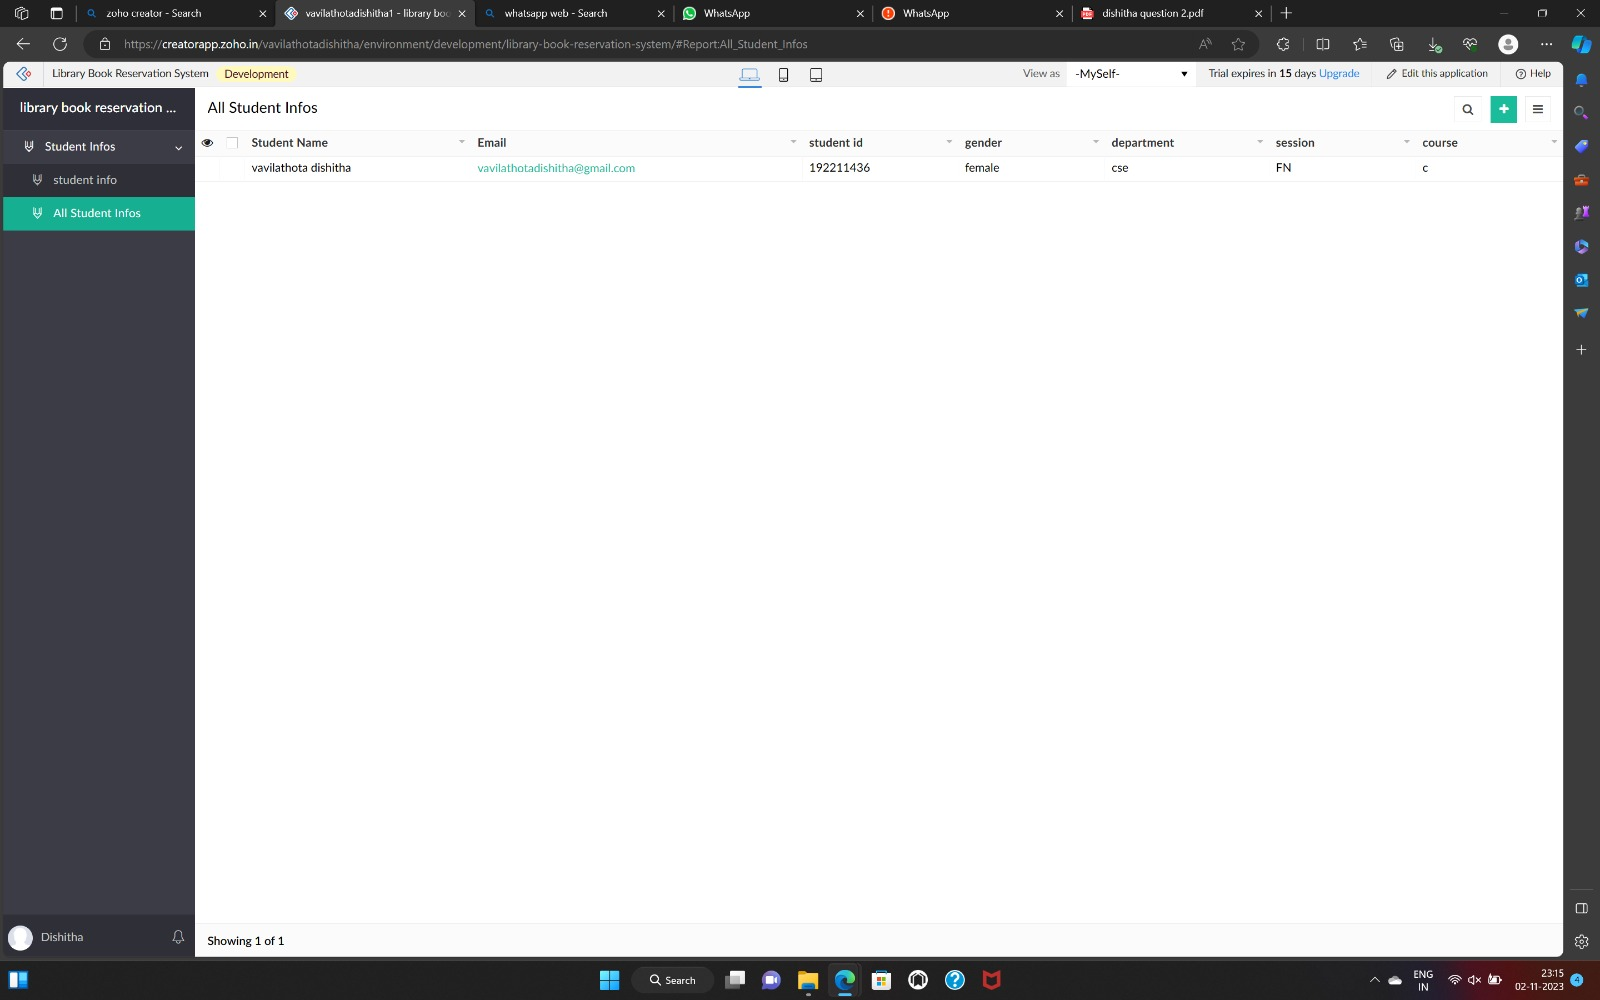 zoho creator - Search
vavilathotadishitha1 - library boo
whatsapp web - Search
WhatsApp
WhatsApp
dishitha question 2.pdf
https://creatorapp.zoho.in/vavilathotadishitha/environment/development/library-book-reservation-system/#Report:All_Student_Infos
Library Book Reservation System Development
View as -MySelf- Trial expires in 15 days Upgrade Edit this application Help
library book reservation ...
Student Infos
student info
All Student Infos
All Student Infos
Student Name Email student id gender department session course
vavilathota dishitha vavilathotadishitha@gmail.com 192211436 female cse FN c
Dishitha
Showing 1 of 1
Search
ENG
IN
23:15
02-11-2023
4